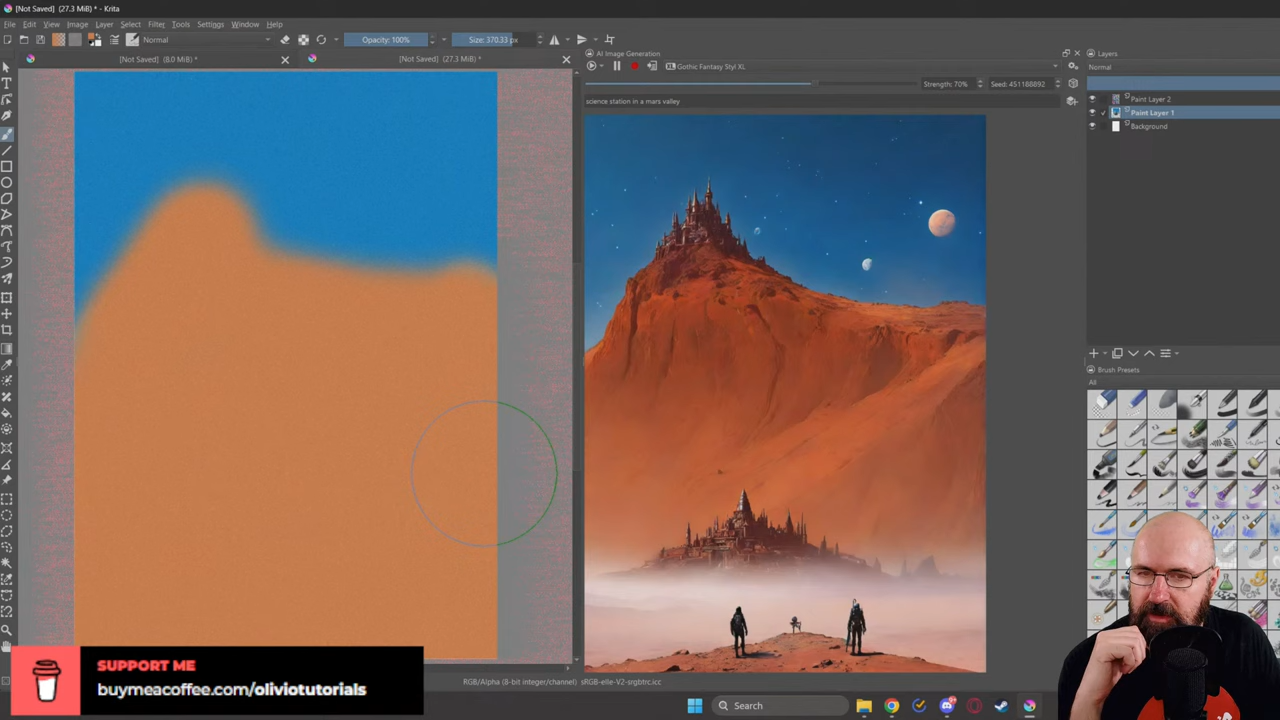 [Not Saved] (27.3 MiB) * - Krita
File Edit View Image Layer Select Filter Tools Settings Window Help
Normal
Opacity: 100%
Size: 370.33 px
[Not Saved] (8.0 MiB) *
[Not Saved] (27.3 MiB) *
AI Image Generation
Gothic Fantasy Styl XL
Strength: 70%
Seed: 451188892
science station in a mars valley
Layers
Normal
Paint Layer 2
Paint Layer 1
Background
Brush Presets
All
SUPPORT ME
buymeacoffee.com/oliviotutorials
RGB/Alpha (8-bit integer/channel) sRGB-elle-V2-srgbtrc.icc
Search